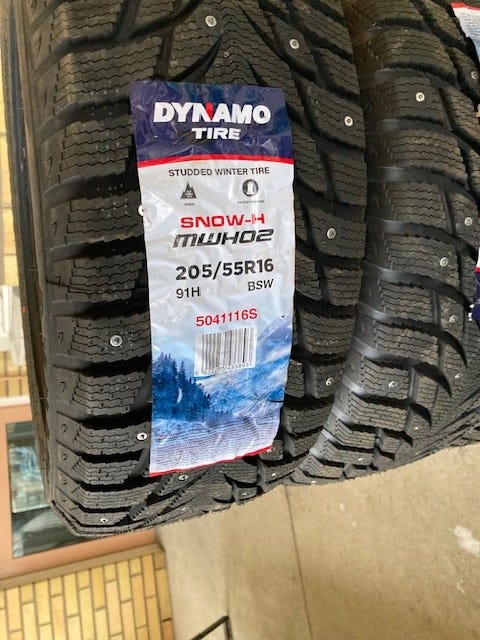 DYNAMO
TIRE
STUDDED WINTER TIRE
SNOW-H
MWH02
205/55R16
91H BSW
5041116S